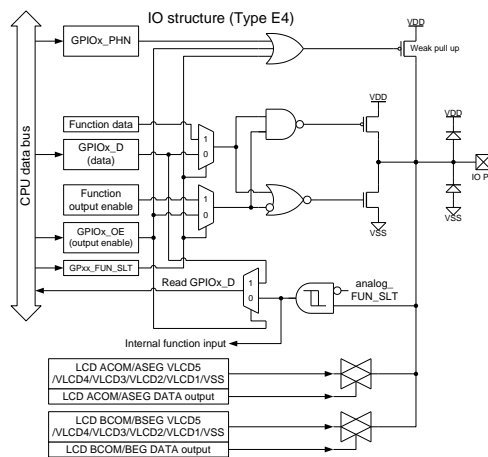 IO structure (Type E4)
VDD
GPIOx_PHN
Weak pull up
Function data
VDD
VDD
GPIOx_D
(data)
1
0
CPU data bus
IO P
Function
output enable
1
0
GPIOx_OE
(output enable)
VSS
VSS
GPxx_FUN_SLT
Read GPIOx_D
1
0
analog_
FUN_SLT
Internal function input
LCD ACOM/ASEG VLCD5
/VLCD4/VLCD3/VLCD2/VLCD1/VSS
LCD ACOM/ASEG DATA output
LCD BCOM/BSEG VLCD5
/VLCD4/VLCD3/VLCD2/VLCD1/VSS
LCD BCOM/BEG DATA output